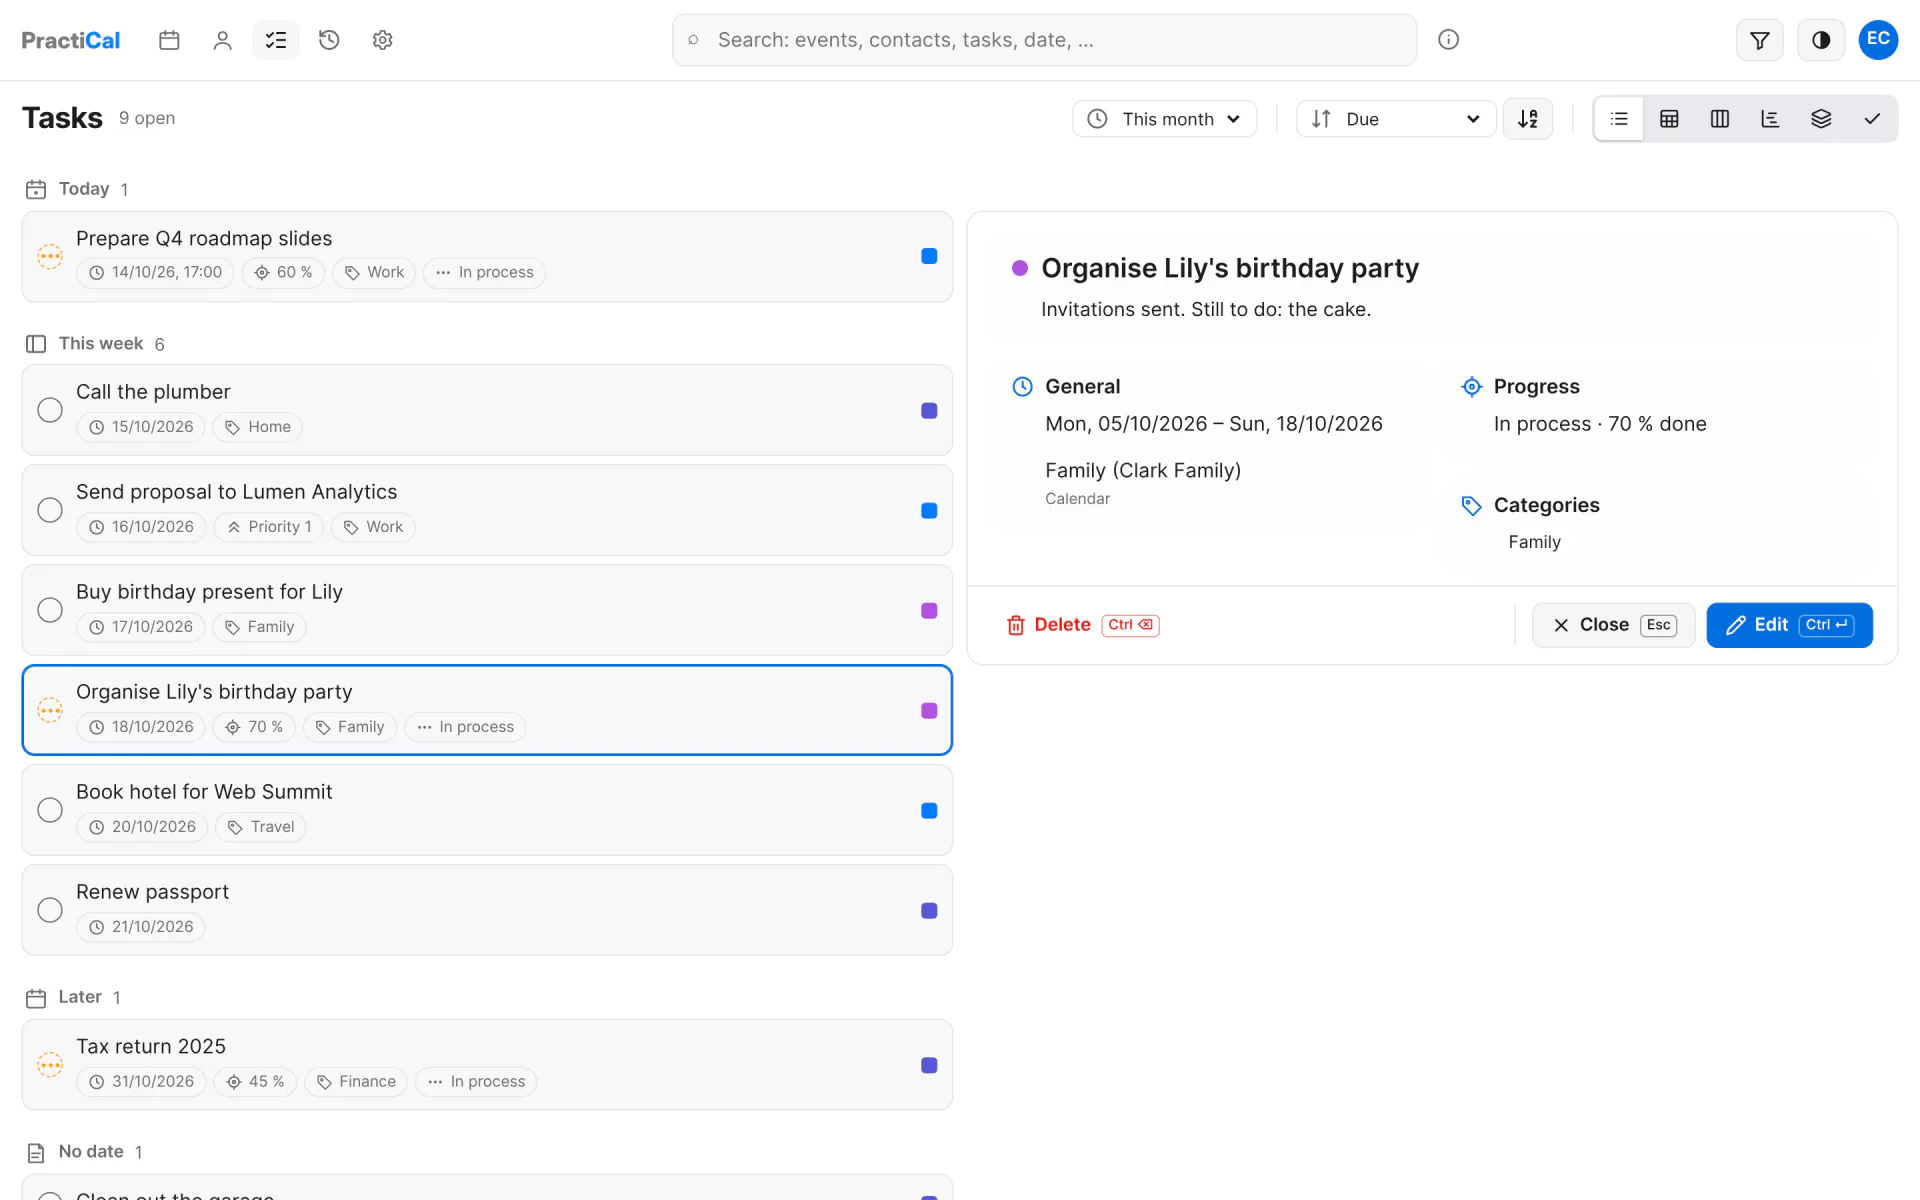 PractiCal
Search: events, contacts, tasks, date, ...
EC
Tasks 9 open
This month
Due
Today 1
Prepare Q4 roadmap slides
14/10/26, 17:00 60 % Work In process
This week 6
Call the plumber
15/10/2026 Home
Send proposal to Lumen Analytics
16/10/2026 Priority 1 Work
Buy birthday present for Lily
17/10/2026 Family
Organise Lily's birthday party
18/10/2026 70 % Family In process
Book hotel for Web Summit
20/10/2026 Travel
Renew passport
21/10/2026
Later 1
Tax return 2025
31/10/2026 45 % Finance In process
No date 1
Clean out the garage
Organise Lily's birthday party
Invitations sent. Still to do: the cake.
General
Mon, 05/10/2026 – Sun, 18/10/2026
Family (Clark Family)
Calendar
Progress
In process · 70 % done
Categories
Family
Delete Ctrl ⌫
Close Esc
Edit Ctrl ↵